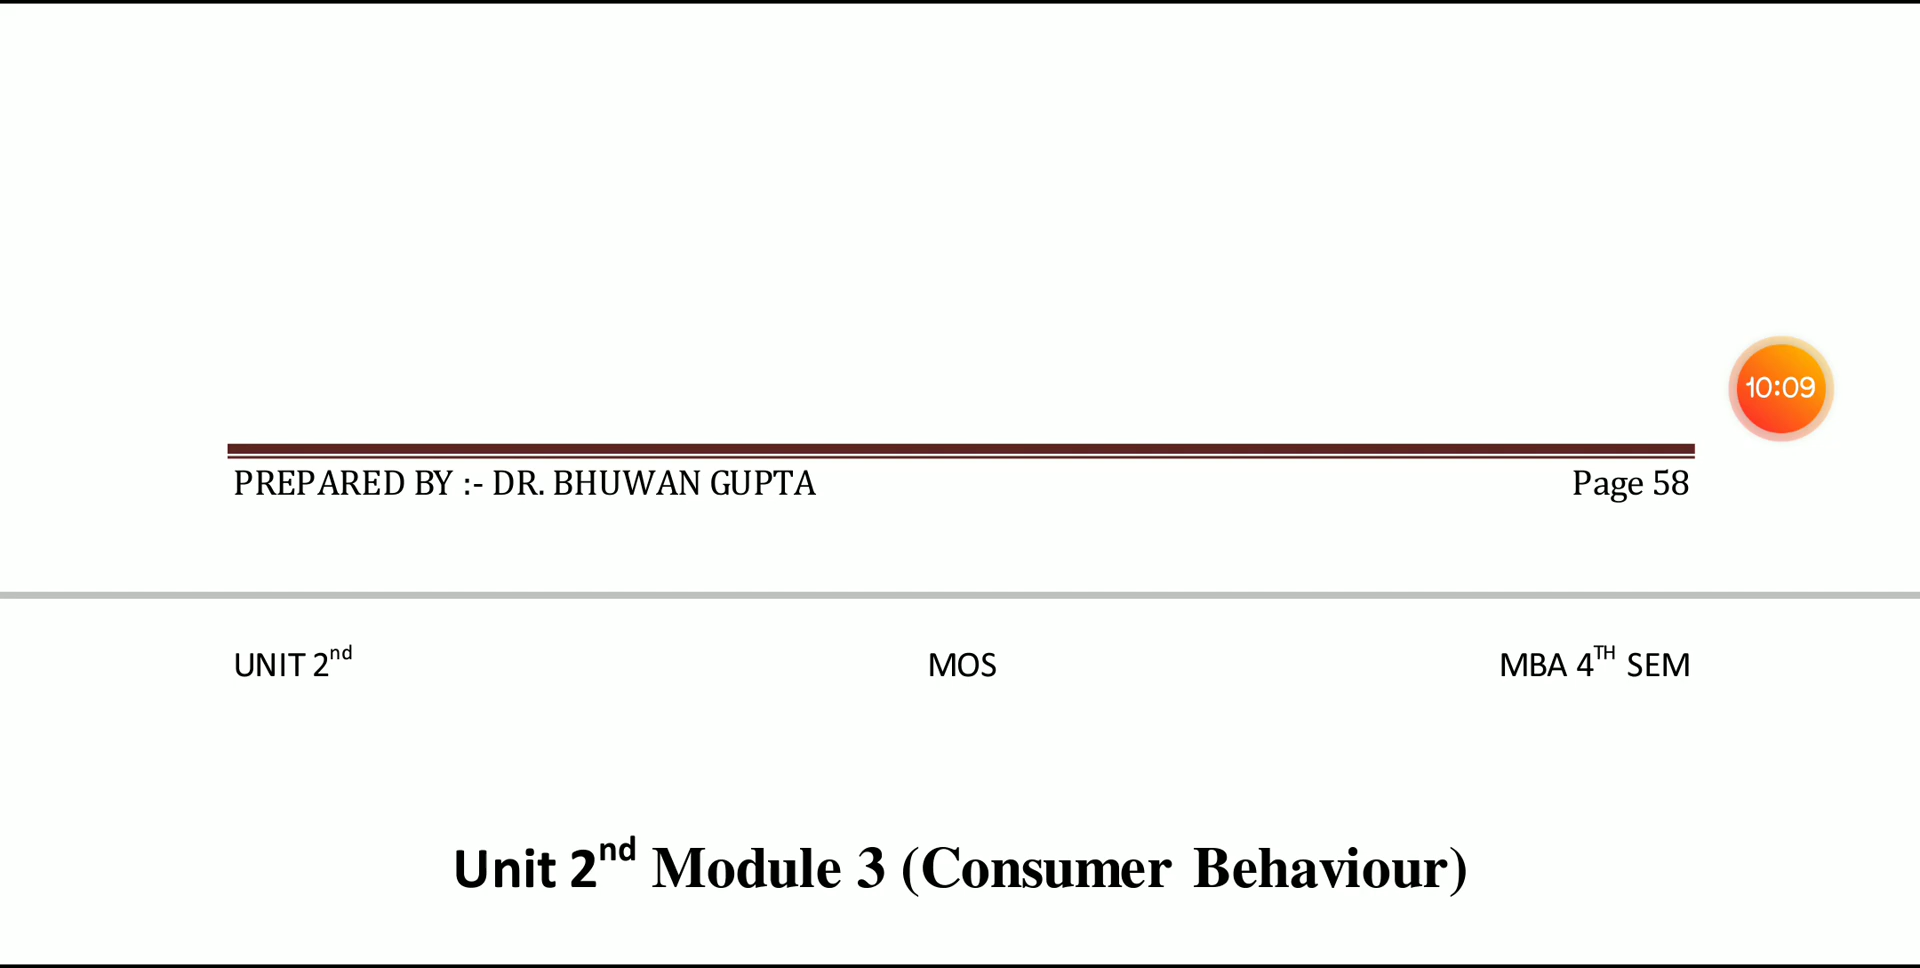 10:09
PREPARED BY :- DR. BHUWAN GUPTA Page 58
UNIT 2nd MOS MBA 4TH SEM
Unit 2nd Module 3 (Consumer Behaviour)